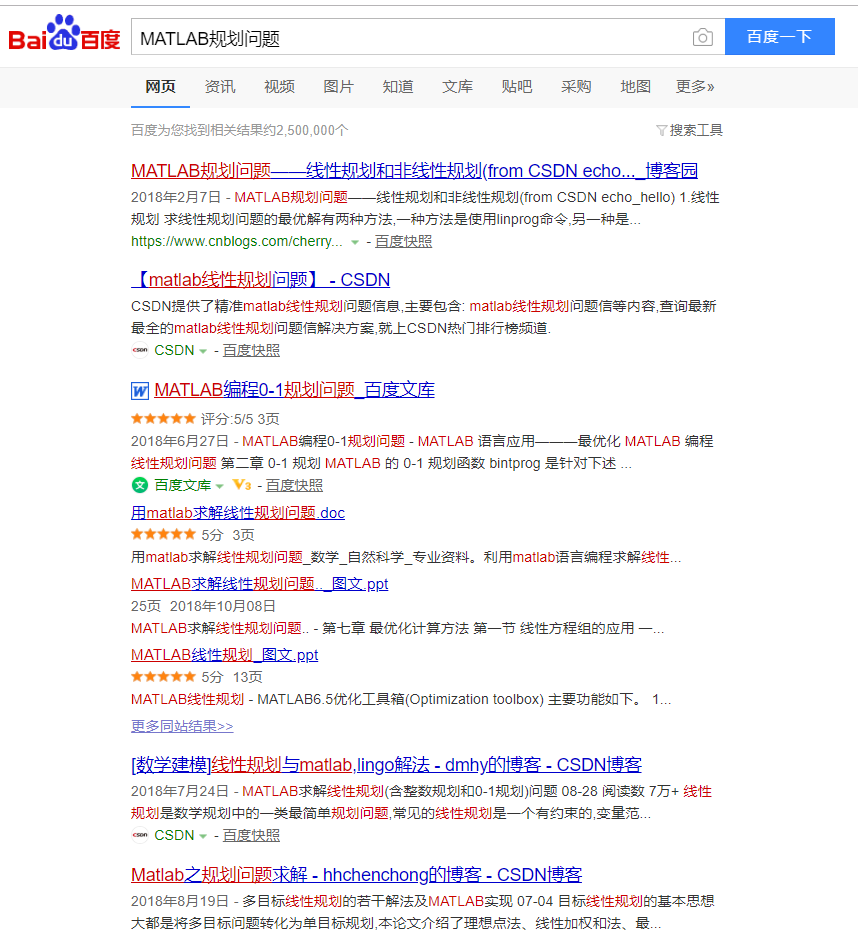 Bai du 百度
MATLAB规划问题
百度一下
网页 资讯 视频 图片 知道 文库 贴吧 采购 地图 更多»
百度为您找到相关结果约2,500,000个
搜索工具
MATLAB规划问题——线性规划和非线性规划(from CSDN echo..._博客园
2018年2月7日 - MATLAB规划问题——线性规划和非线性规划(from CSDN echo_hello) 1.线性
规划 求线性规划问题的最优解有两种方法,一种方法是使用linprog命令,另一种是...
https://www.cnblogs.com/cherry... - 百度快照
【matlab线性规划问题】 - CSDN
CSDN提供了精准matlab线性规划问题信息,主要包含: matlab线性规划问题信等内容,查询最新
最全的matlab线性规划问题信解决方案,就上CSDN热门排行榜频道.
CSDN CSDN - 百度快照
W MATLAB编程0-1规划问题_百度文库
★★★★★ 评分:5/5 3页
2018年6月27日 - MATLAB编程0-1规划问题 - MATLAB 语言应用———最优化 MATLAB 编程
线性规划问题 第二章 0-1 规划 MATLAB 的 0-1 规划函数 bintprog 是针对下述 ...
文 百度文库 V3 - 百度快照
用matlab求解线性规划问题.doc
★★★★★ 5分 3页
用matlab求解线性规划问题_数学_自然科学_专业资料。利用matlab语言编程求解线性...
MATLAB求解线性规划问题.._图文.ppt
25页 2018年10月08日
MATLAB求解线性规划问题.. - 第七章 最优化计算方法 第一节 线性方程组的应用 一...
MATLAB线性规划_图文.ppt
★★★★★ 5分 13页
MATLAB线性规划 - MATLAB6.5优化工具箱(Optimization toolbox) 主要功能如下。 1...
更多同站结果>>
[数学建模]线性规划与matlab,lingo解法 - dmhy的博客 - CSDN博客
2018年7月24日 - MATLAB求解线性规划(含整数规划和0-1规划)问题 08-28 阅读数 7万+ 线性
规划是数学规划中的一类最简单规划问题,常见的线性规划是一个有约束的,变量范...
CSDN CSDN - 百度快照
Matlab之规划问题求解 - hhchenchong的博客 - CSDN博客
2018年8月19日 - 多目标线性规划的若干解法及MATLAB实现 07-04 目标线性规划的基本思想
大都是将多目标问题转化为单目标规划,本论文介绍了理想点法、线性加权和法、最...